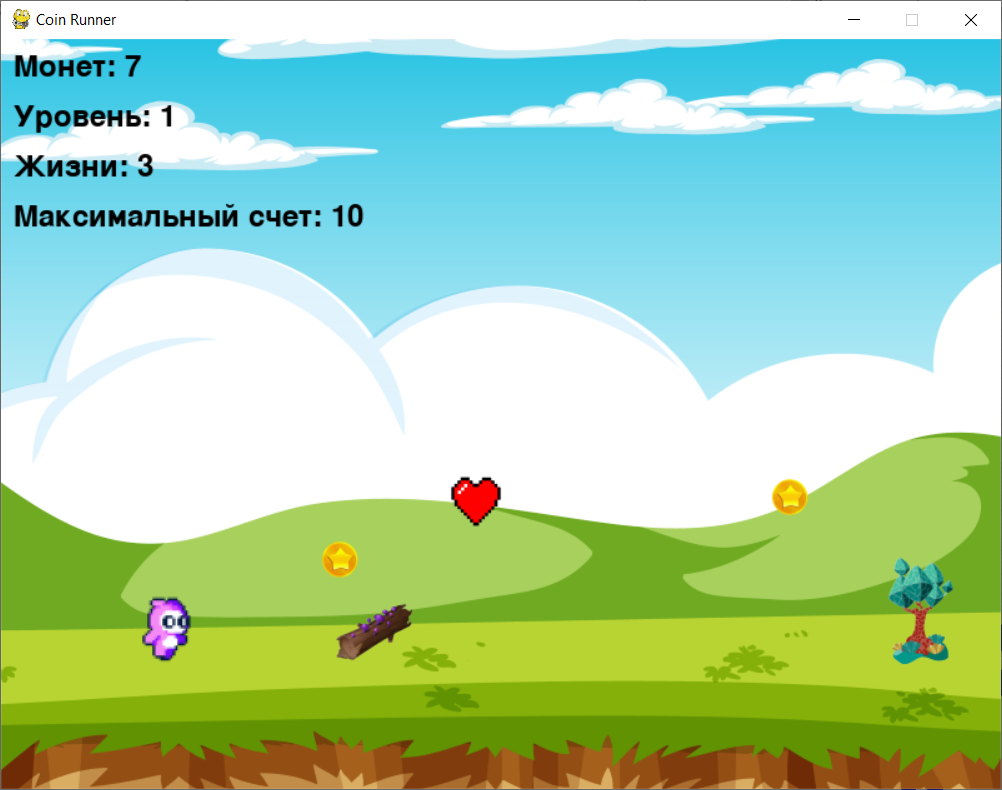 Coin Runner
Монет: 7
Уровень: 1
Жизни: 3
Максимальный счет: 10